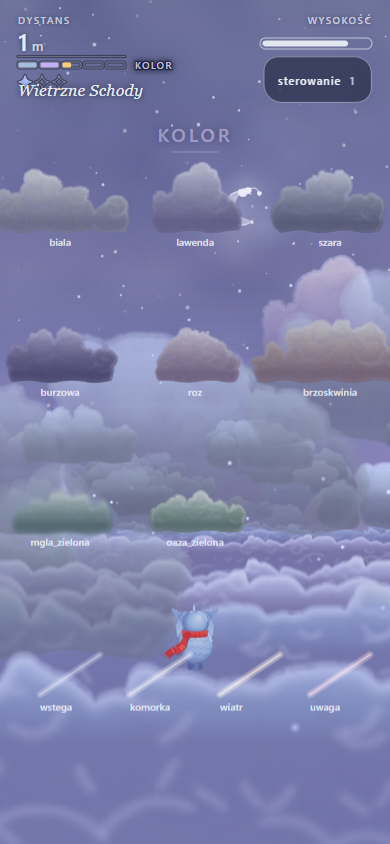 DYSTANS
WYSOKOŚĆ
1 m
KOLOR
Wietrzne Schody
sterowanie 1
KOLOR
biala
lawenda
szara
burzowa
roz
brzoskwinia
mgla_zielona
oaza_zielona
wstega
komorka
wiatr
uwaga